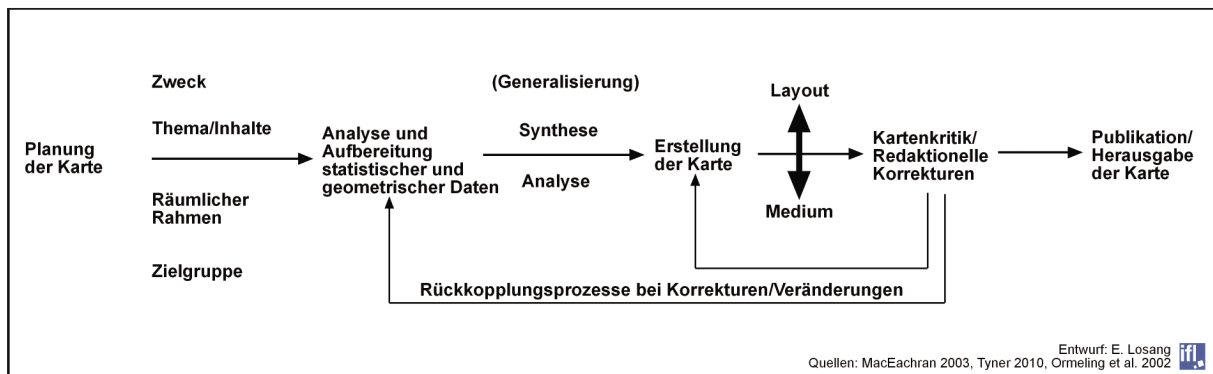 Planung
der Karte
Zweck
Thema/Inhalte
Räumlicher
Rahmen
Zielgruppe
Analyse und
Aufbereitung
statistischer und
geometrischer Daten
(Generalisierung)
Synthese
Analyse
Erstellung
der Karte
Layout
Medium
Kartenkritik/
Redaktionelle
Korrekturen
Publikation/
Herausgabe
der Karte
Rückkopplungsprozesse bei Korrekturen/Veränderungen
Entwurf: E. Losang
Quellen: MacEachran 2003, Tyner 2010, Ormeling et al. 2002
ifl